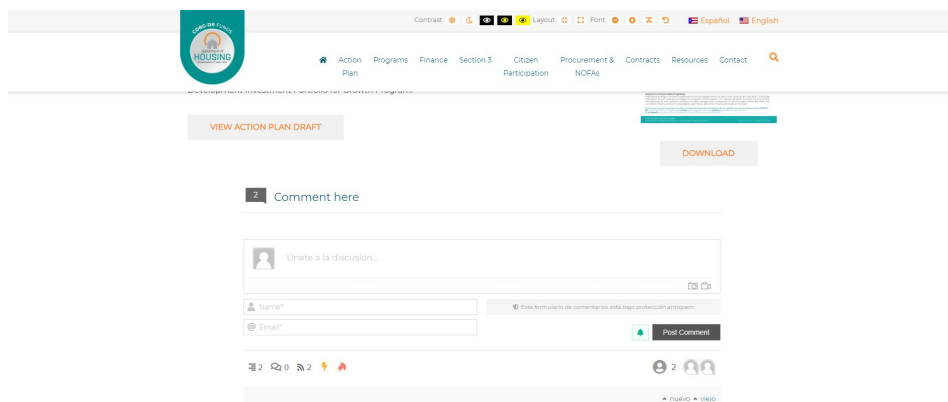 Contrast Layout Font Español English
CDBG-DR FUNDS
HOUSING
Action Plan Programs Finance Section 3 Citizen Participation Procurement & NOFAs Contracts Resources Contact
Development Investment Portfolio for Growth Program.
VIEW ACTION PLAN DRAFT
DOWNLOAD
2 Comment here
Únete a la discusión...
Name*
Este formulario de comentarios está bajo protección antispam
@ Email*
Post Comment
2 0 2 2
nuevo viejo